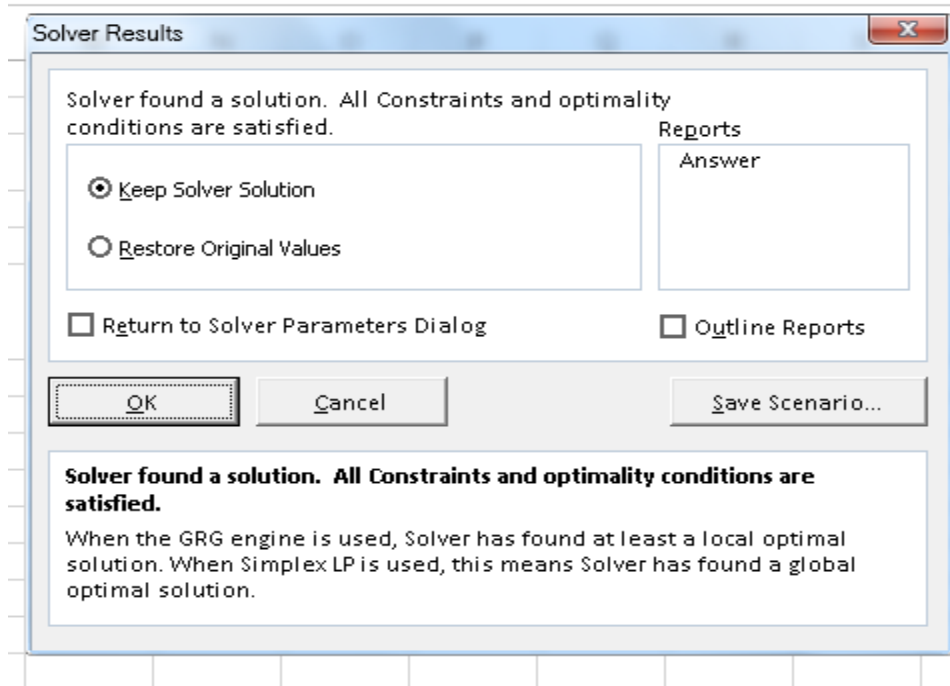 Solver Results
Solver found a solution. All Constraints and optimality
conditions are satisfied.
Reports
Answer
Keep Solver Solution
Restore Original Values
Return to Solver Parameters Dialog
Outline Reports
OK
Cancel
Save Scenario...
Solver found a solution. All Constraints and optimality conditions are
satisfied.
When the GRG engine is used, Solver has found at least a local optimal
solution. When Simplex LP is used, this means Solver has found a global
optimal solution.